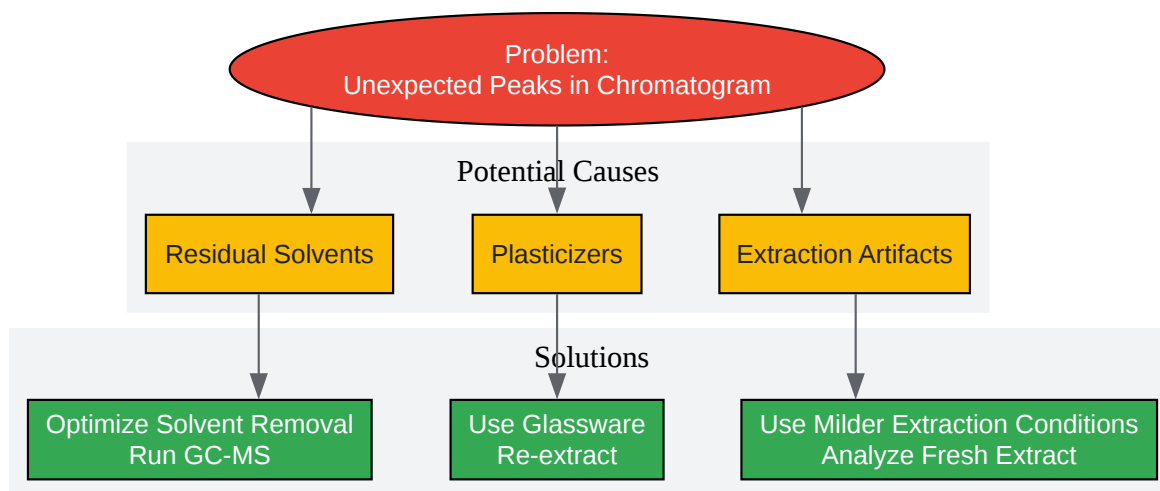 Problem:
Unexpected Peaks in Chromatogram
Potential Causes
Residual Solvents
Plasticizers
Extraction Artifacts
Solutions
Optimize Solvent Removal
Run GC-MS
Use Glassware
Re-extract
Use Milder Extraction Conditions
Analyze Fresh Extract